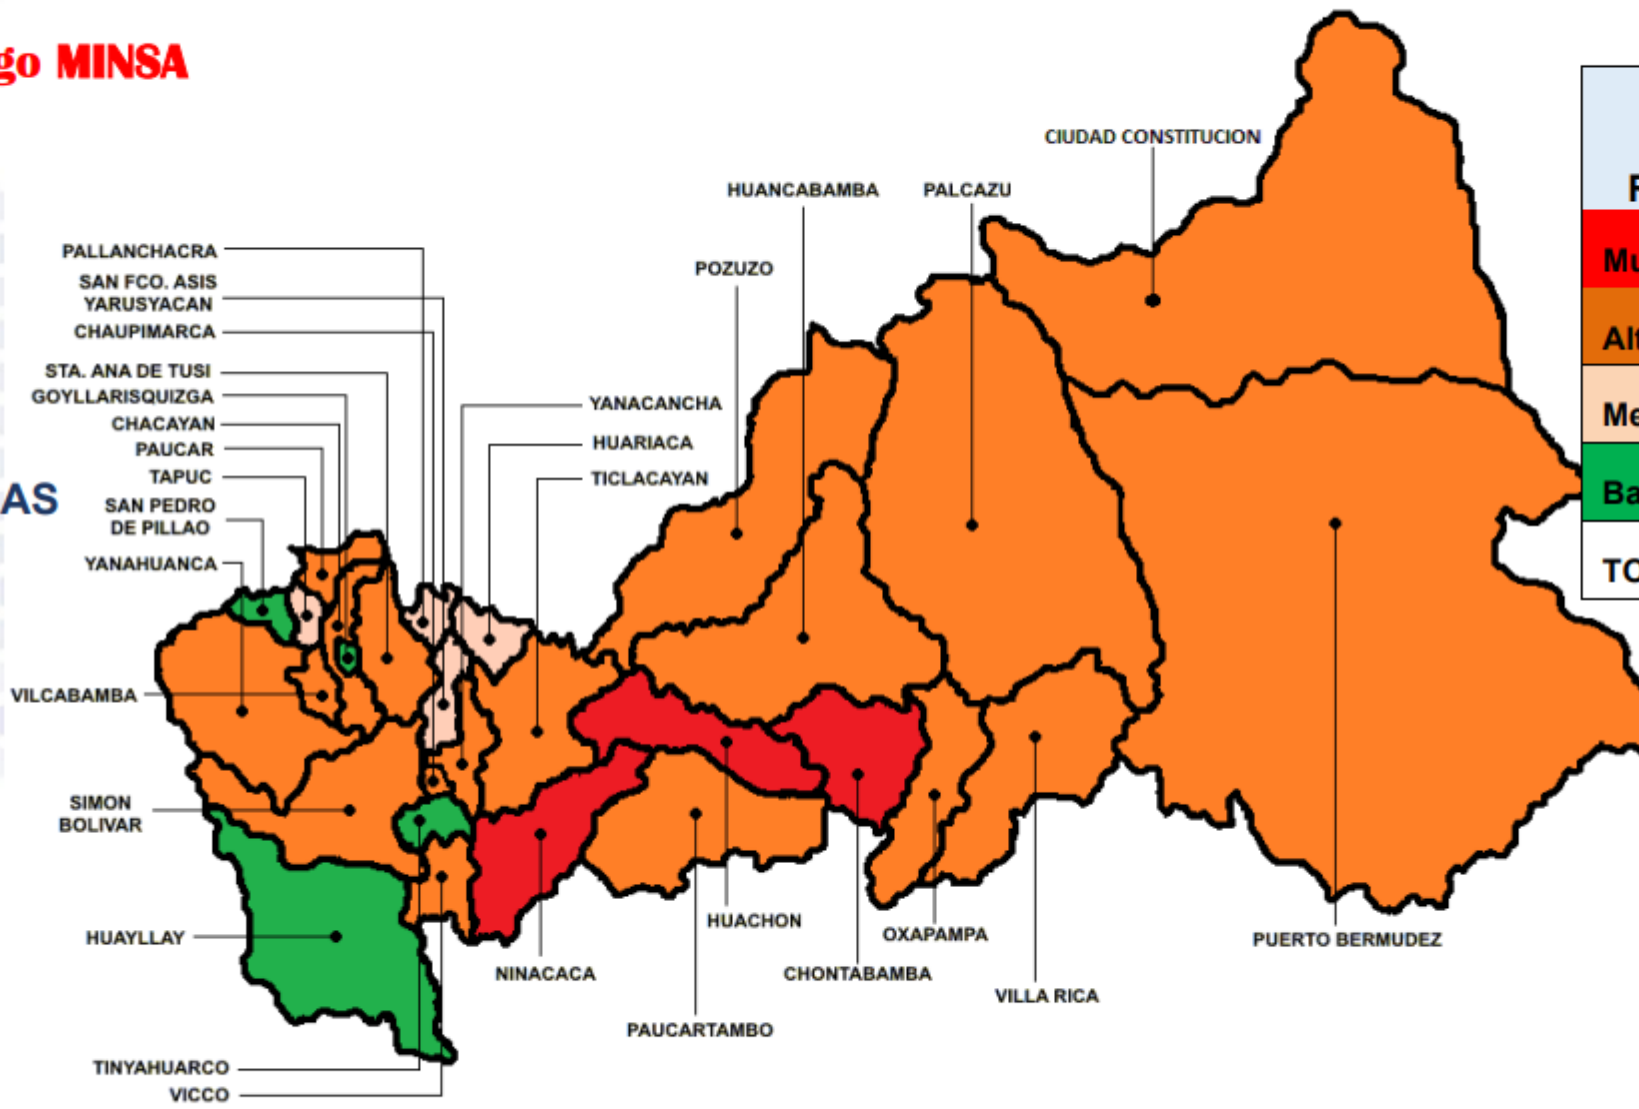 go MINSA
CIUDAD CONSTITUCION
HUANCABAMBA
PALCAZU
POZUZO
PALLANCHACRA
SAN FCO. ASIS
YARUSYACAN
CHAUPIMARCA
STA. ANA DE TUSI
GOYLLARISQUIZGA
CHACAYAN
PAUCAR
TAPUC
SAN PEDRO
DE PILLAO
YANAHUANCA
YANACANCHA
HUARIACA
TICLACAYAN
AS
VILCABAMBA
SIMON
BOLIVAR
HUAYLLAY
TINYAHUARCO
VICCO
NINACACA
PAUCARTAMBO
HUACHON
CHONTABAMBA
OXAPAMPA
VILLA RICA
PUERTO BERMUDEZ
Mu
Alt
Me
Ba